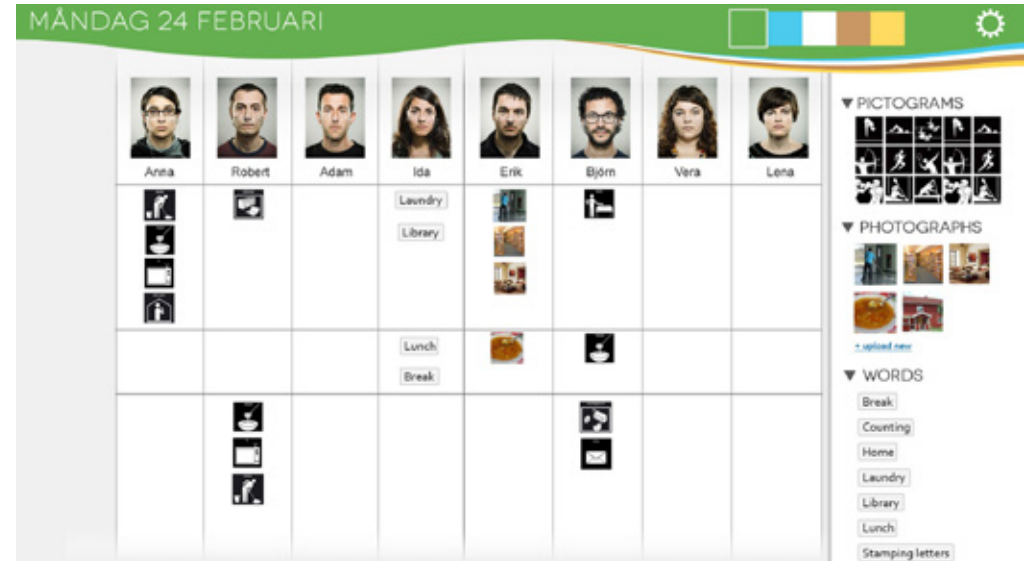 MÅNDAG 24 FEBRUARI
Anna Robert Adam Ida Erik Björn Vera Lena
Laundry
Library
Lunch
Break
▼ PICTOGRAMS
▼ PHOTOGRAPHS
+ upload new
▼ WORDS
Break
Counting
Home
Laundry
Library
Lunch
Stamping letters